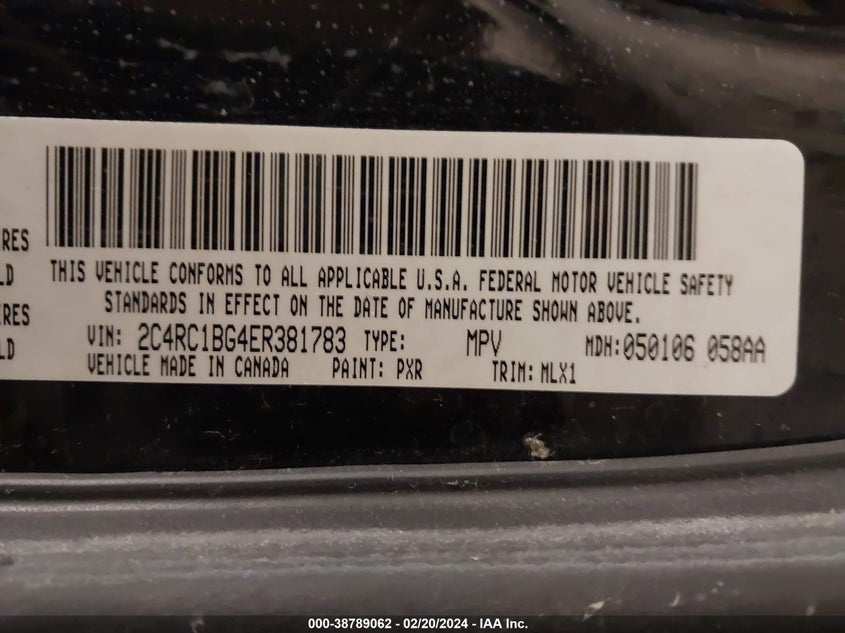 RES
LD
RES
LD
THIS VEHICLE CONFORMS TO ALL APPLICABLE U.S.A. FEDERAL MOTOR VEHICLE SAFETY
STANDARDS IN EFFECT ON THE DATE OF MANUFACTURE SHOWN ABOVE.
VIN: 2C4RC1BG4ER381783 TYPE: MPV MDH:050106 058AA
VEHICLE MADE IN CANADA PAINT: PXR TRIM: MLX1
000-38789062 - 02/20/2024 - IAA Inc.